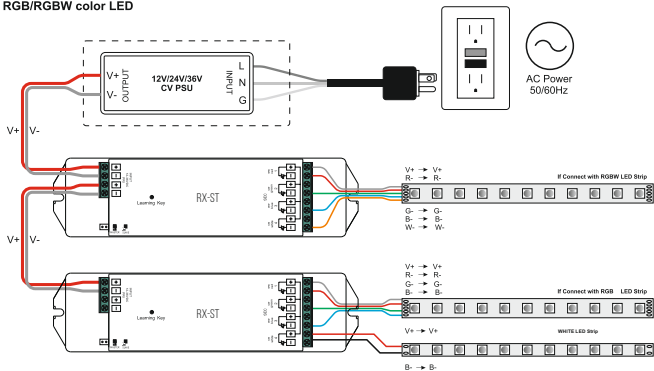 RGB/RGBW color LED
V+
V-
OUTPUT
12V/24V/36V
CV PSU
INPUT
L
N
G
AC Power
50/60Hz
V+
V-
RX-ST
Learning Key
V+ → V+
R- → R-
If Connect with RGBW LED Strip
G- → G-
B- → B-
W- → W-
V+
V-
RX-ST
Learning Key
V+ → V+
R- → R-
G- → G-
B- → B-
If Connect with RGB LED Strip
V+ → V+
WHITE LED Strip
B- → B-